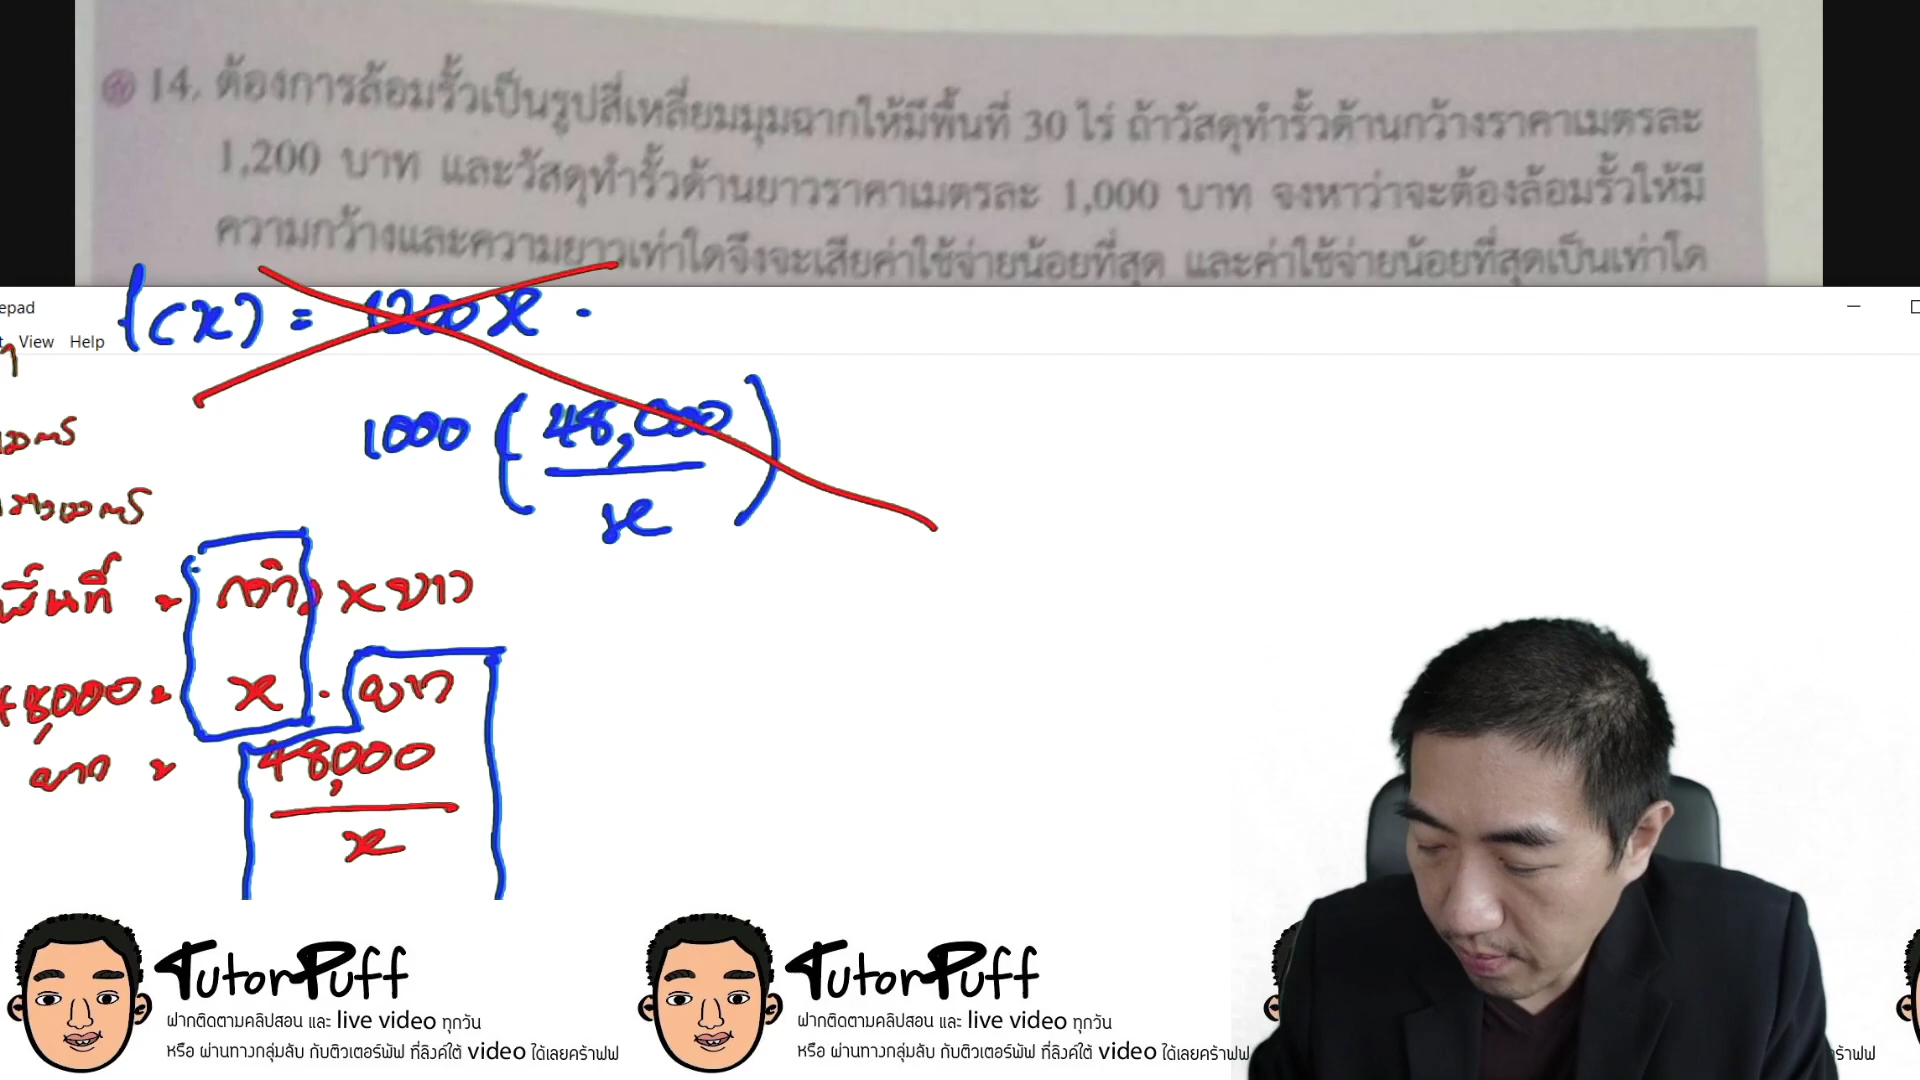 14. ต้องการล้อมรั้วเป็นรูปสี่เหลี่ยมมุมฉากให้มีพื้นที่ 30 ไร่ ถ้าวัสดุทำรั้วด้านกว้างราคาเมตรละ
1,200 บาท และวัสดุทำรั้วด้านยาวราคาเมตรละ 1,000 บาท จงหาว่าจะต้องล้อมรั้วให้มี
ความกว้างและความยาวเท่าใดจึงจะเสียค่าใช้จ่ายน้อยที่สุด และค่าใช้จ่ายน้อยที่สุดเป็นเท่าใด
epad
t View Help
f(x) = 1200x ·
1000 (48,000
x)
พื้นที่ = กว้าง x ยาว
48,000 = x · ยาว
ยาว = 48,000
x
TutorPuff
ฝากติดตามคลิปสอน และ live video ทุกวัน
หรือ ผ่านทางกลุ่มลับ กับติวเตอร์พัฟ ที่ลิงค์ใต้ video ได้เลยคร้าฟฟ
TutorPuff
ฝากติดตามคลิปสอน และ live video ทุกวัน
หรือ ผ่านทางกลุ่มลับ กับติวเตอร์พัฟ ที่ลิงค์ใต้ video ได้เลยคร้าฟฟ
ร้าฟฟ